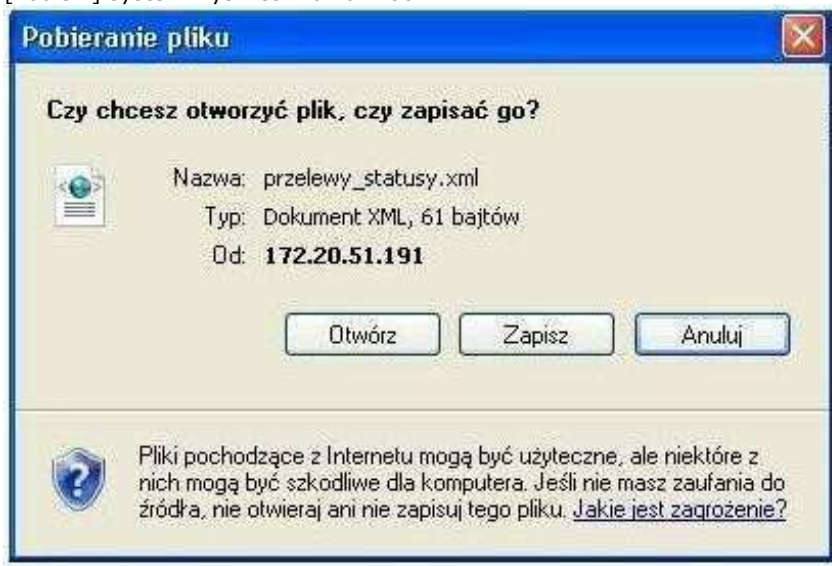 Pobieranie pliku
Czy chcesz otworzyć plik, czy zapisać go?
Nazwa: przelewy_statusy.xml
Typ: Dokument XML, 61 bajtów
Od: 172.20.51.191
Otwórz Zapisz Anuluj
Pliki pochodzące z Internetu mogą być użyteczne, ale niektóre z
nich mogą być szkodliwe dla komputera. Jeśli nie masz zaufania do
źródła, nie otwieraj ani nie zapisuj tego pliku. Jakie jest zagrożenie?